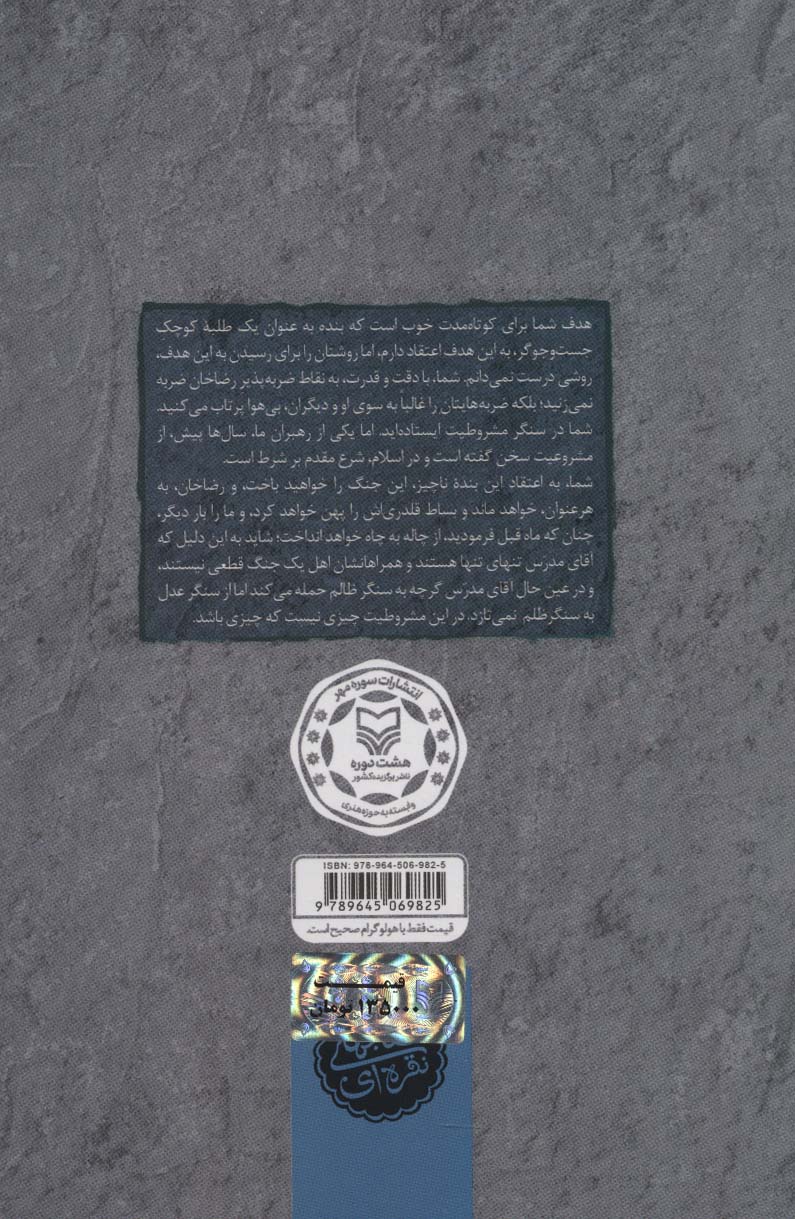 هدف شما برای کوتاه‌مدت خوب است که بنده به عنوان یک طلبهٔ کوچک
جست‌وجوگر، به این هدف اعتقاد دارم، اما روشتان را برای رسیدن به این هدف،
روشی درست نمی‌دانم. شما، با دقت و قدرت، به نقاط ضربه‌پذیر رضاخان ضربه
نمی‌زنید؛ بلکه ضربه‌هایتان را غالبا به سوی او و دیگران، بی‌هوا پرتاب می‌کنید.
شما در سنگر مشروطیت ایستاده‌اید. اما یکی از رهبران ما، سال‌ها پیش، از
مشروعیت سخن گفته است و در اسلام، شرع مقدم بر شرط است.
شما، به اعتقاد این بندهٔ ناچیز، این جنگ را خواهید باخت، و رضاخان، به
هرعنوان، خواهد ماند و بساط قلدری‌اش را پهن خواهد کرد، و ما را بار دیگر،
چنان که ماه قبل فرمودید، از چاله به چاه خواهد انداخت؛ شاید به این دلیل که
آقای مدرّس تنهای تنها هستند و همراهانشان اهل یک جنگ قطعی نیستند،
و در عین حال آقای مدرّس گرچه به سنگر ظالم حمله می‌کند اما از سنگر عدل
به سنگر ظلم نمی‌تازد. در این مشروطیت چیزی نیست که چیزی باشد.
انتشارات سوره مهر
هشت دوره
ناشر برگزیده کشور
وابسته به حوزه هنری
ISBN: 978-964-506-982-5
9 789645 069825
قیمت فقط با هولوگرام صحیح است.
قیمت
۱۳۵۰۰۰ تومان
نقره‌ای